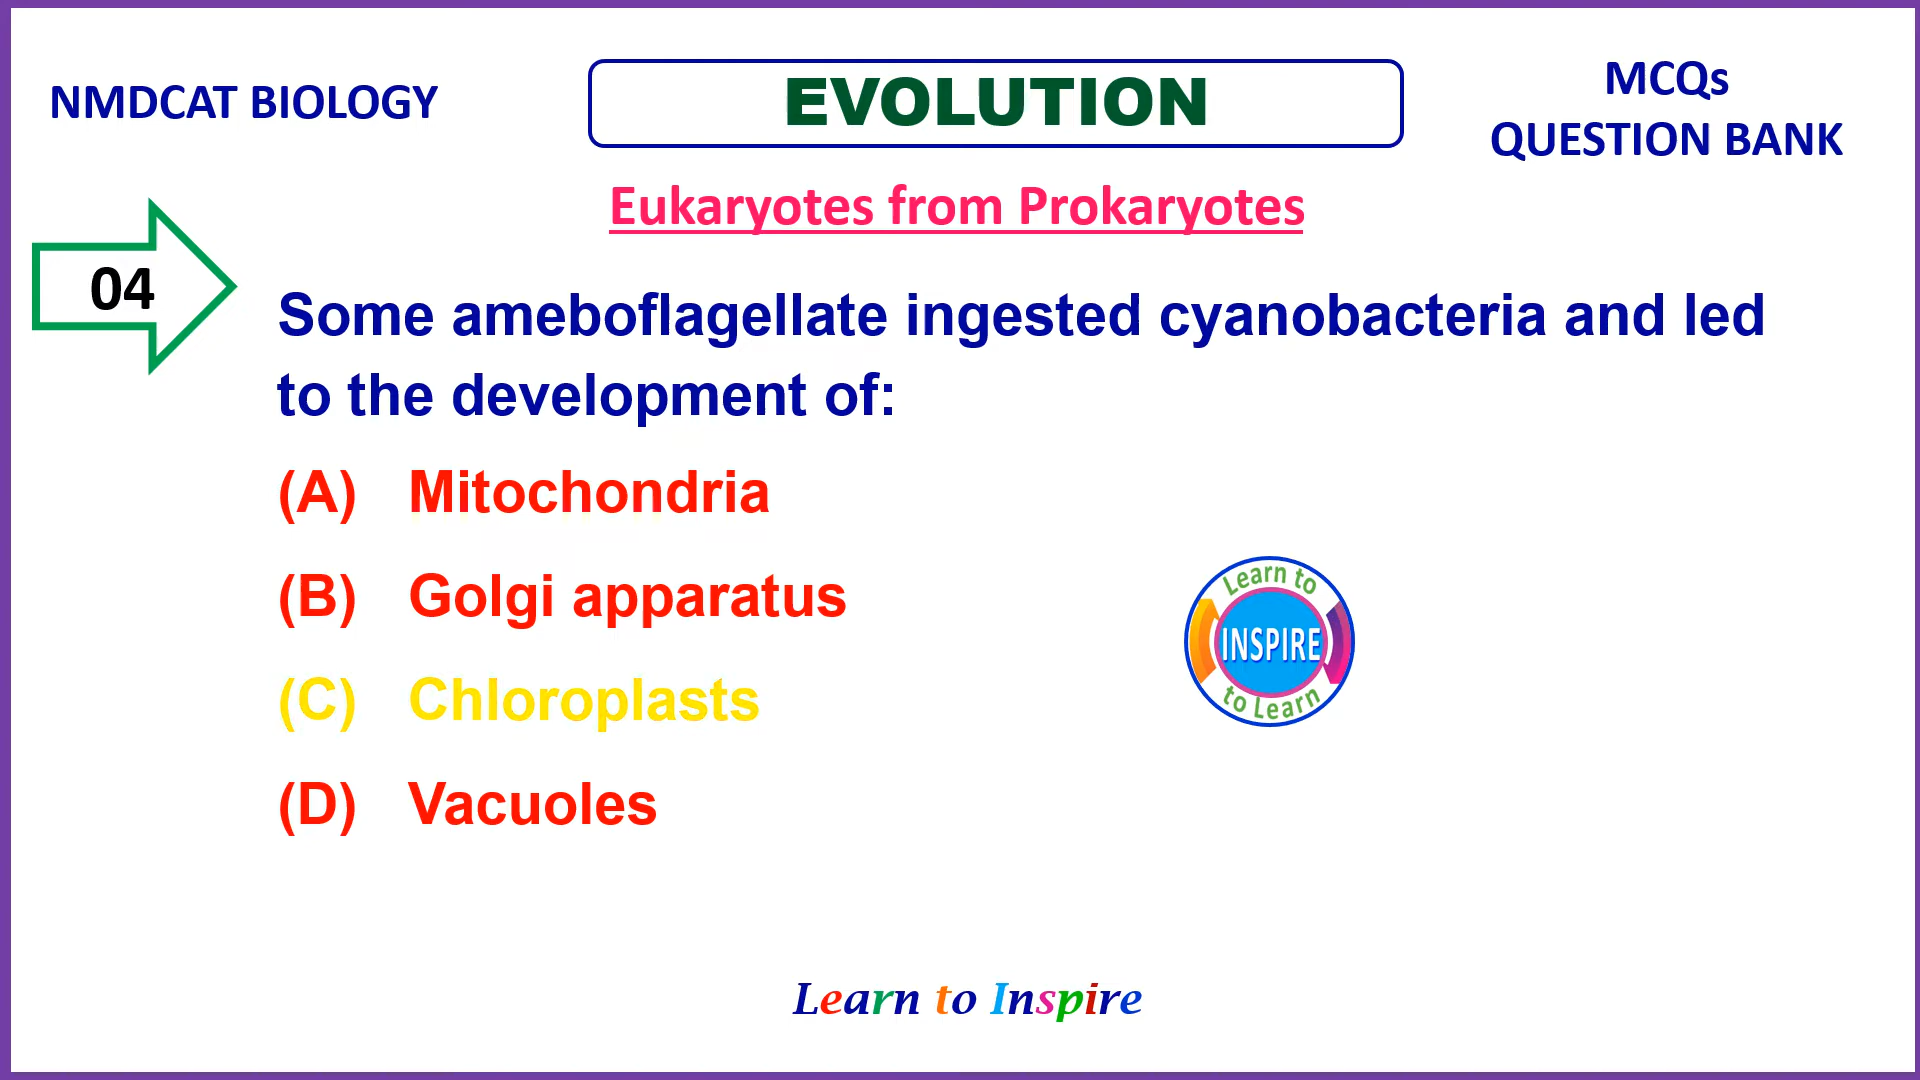 NMDCAT BIOLOGY
EVOLUTION
MCQs
QUESTION BANK
Eukaryotes from Prokaryotes
04
Some ameboflagellate ingested cyanobacteria and led
to the development of:
(A) Mitochondria
(B) Golgi apparatus
(C) Chloroplasts
(D) Vacuoles
Learn to
INSPIRE
to Learn
Learn to Inspire